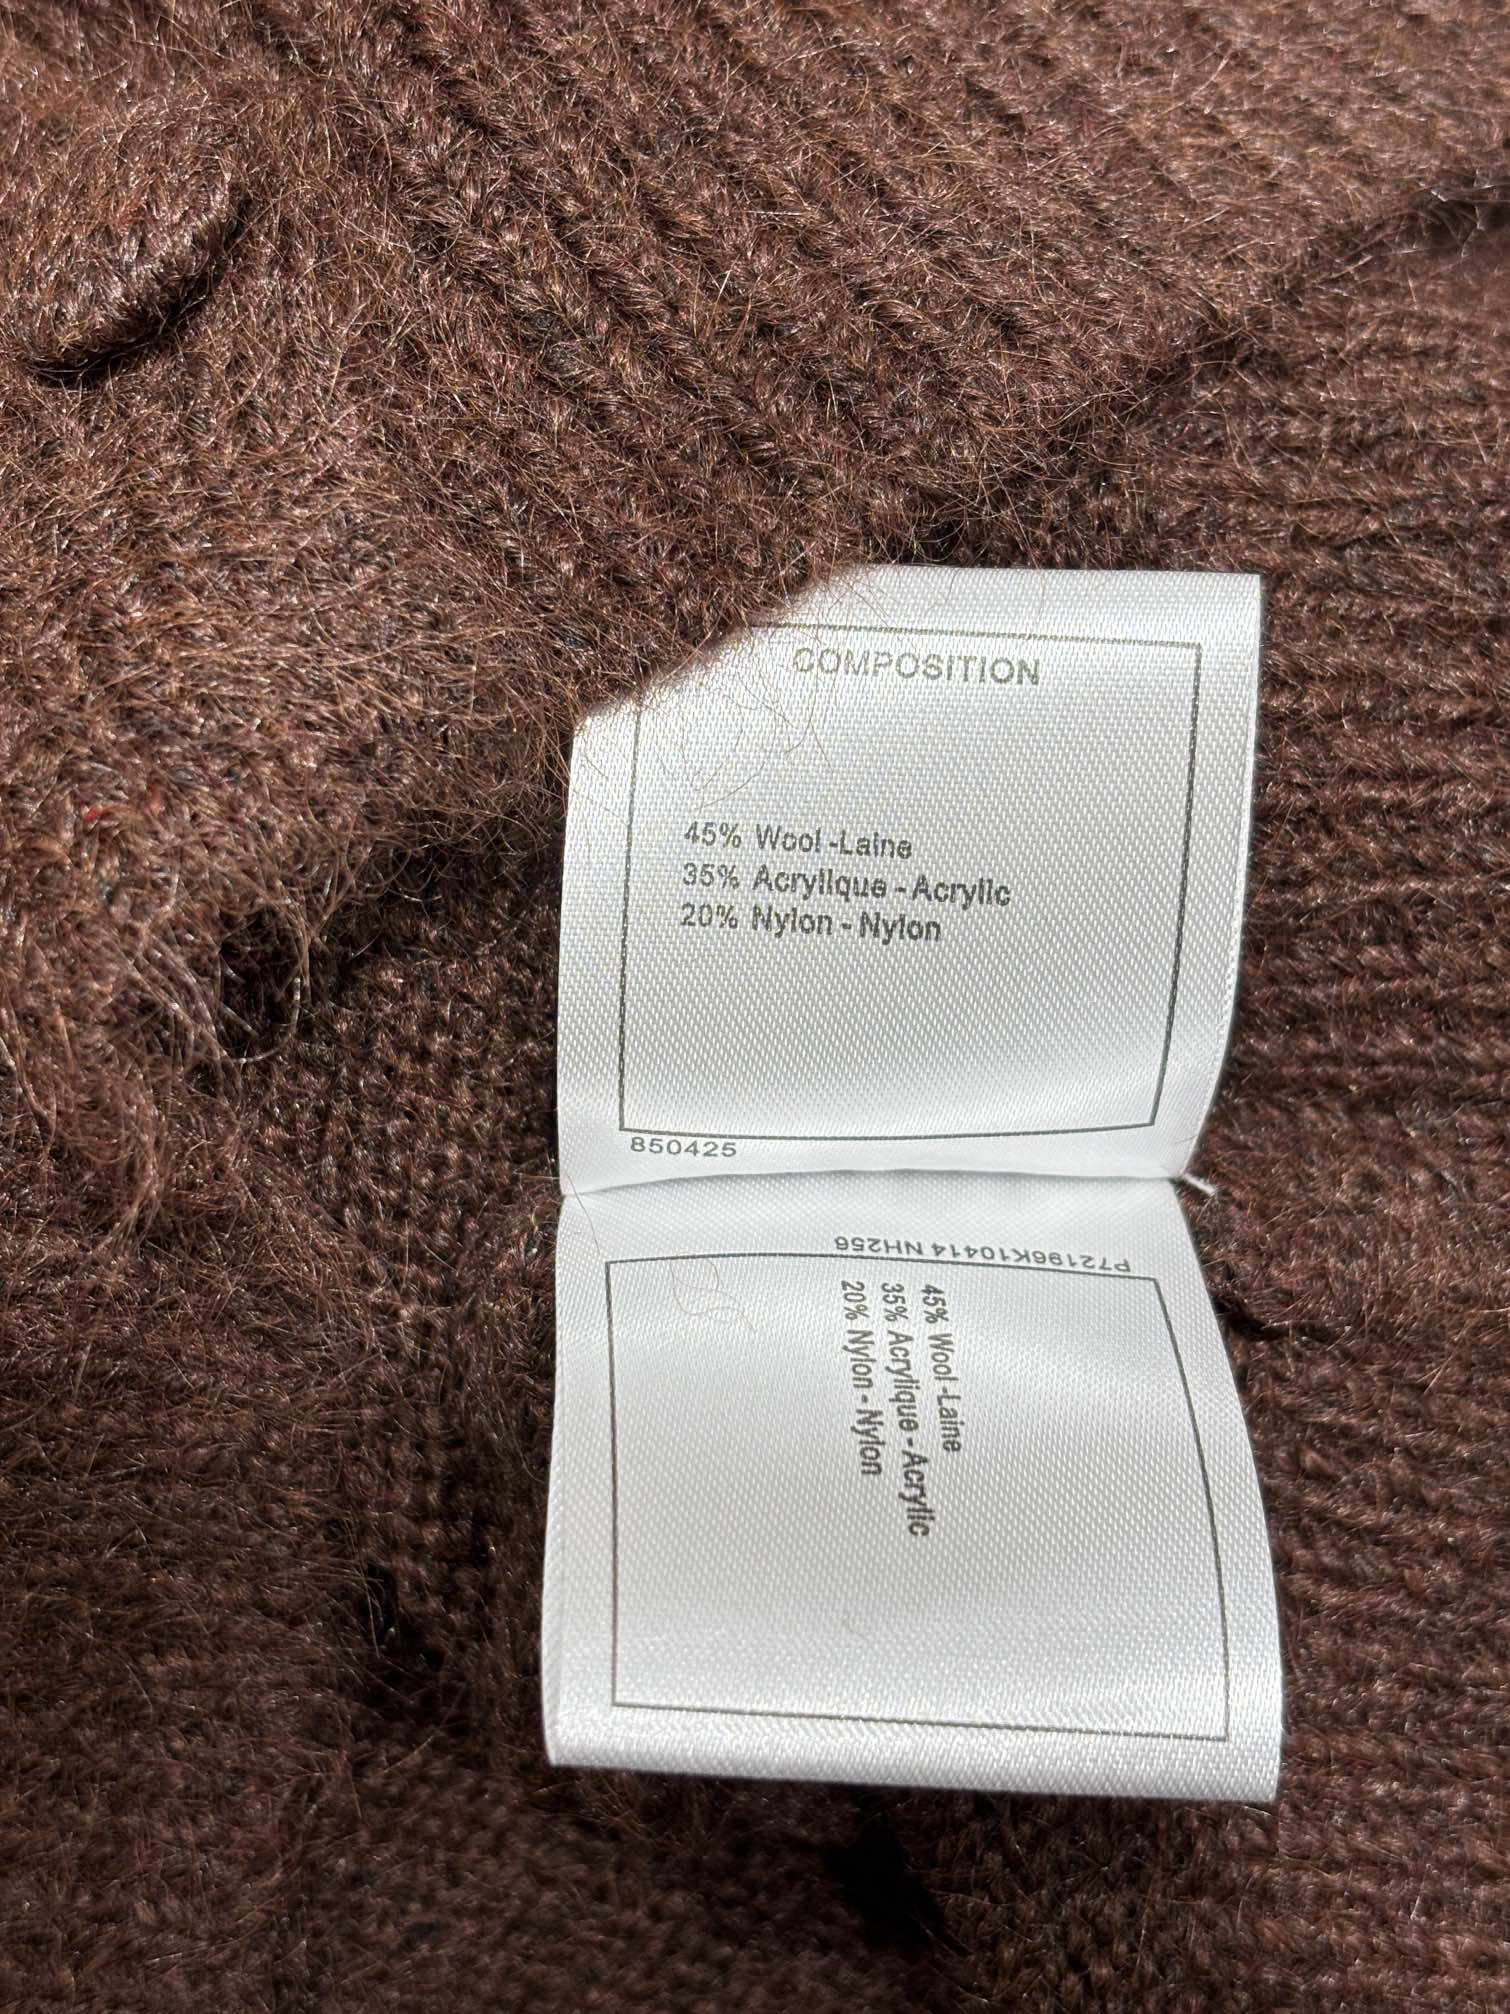 COMPOSITION
45% Wool -Laine
35% Acrylique - Acrylic
20% Nylon - Nylon
850425
P72196K10414 NH256
45% Wool -Laine
35% Acrylique - Acrylic
20% Nylon - Nylon